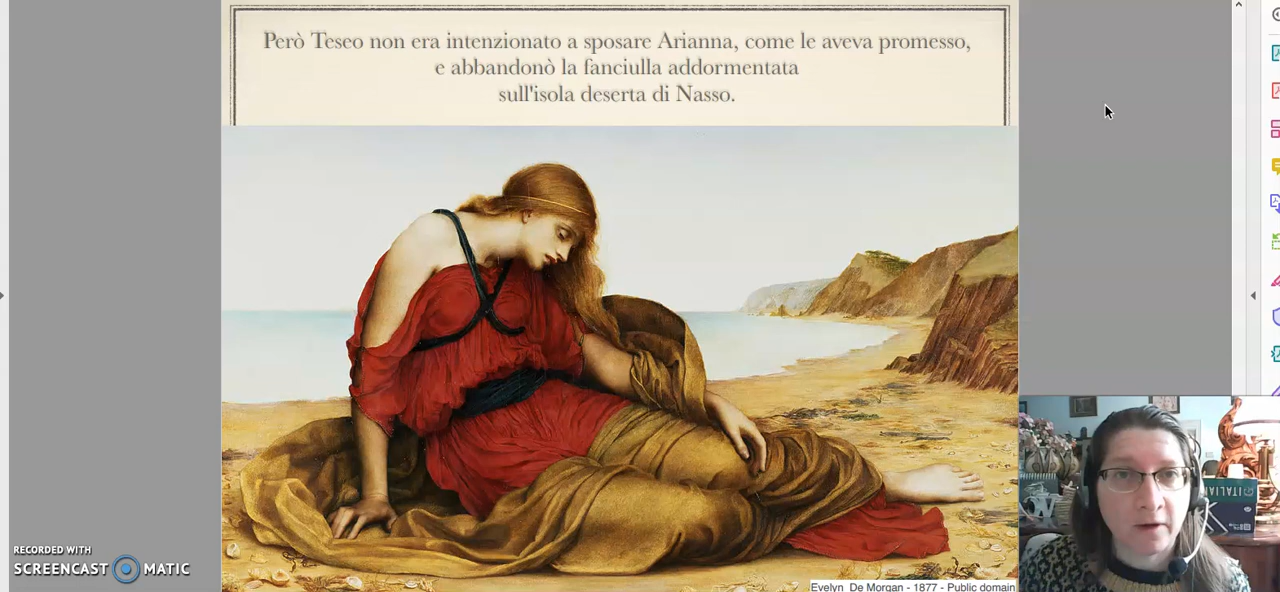 Però Teseo non era intenzionato a sposare Arianna, come le aveva promesso,
e abbandonò la fanciulla addormentata
sull'isola deserta di Nasso.
RECORDED WITH
SCREENCAST MATIC
Evelyn De Morgan - 1877 - Public domain
ITALIA